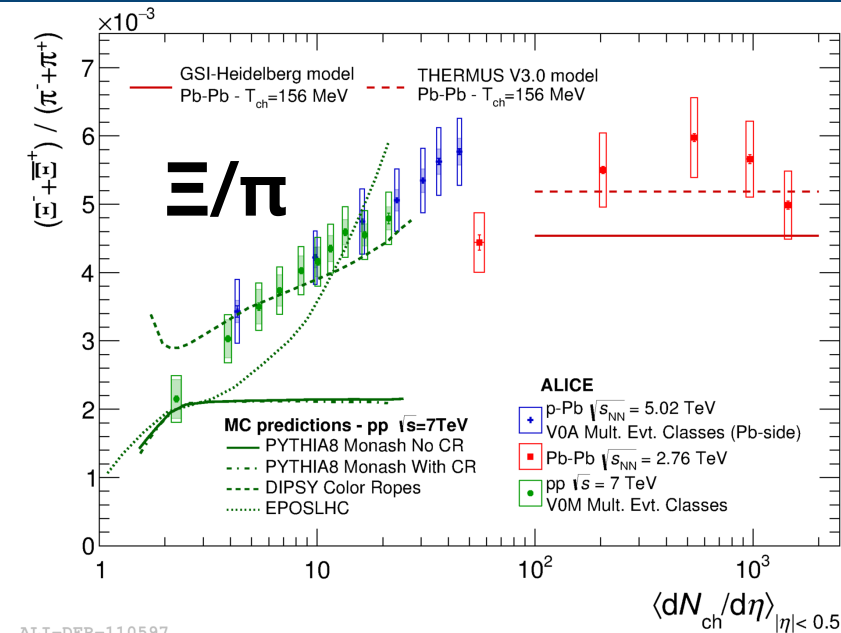 ×10⁻³
(Ξ⁻+Ξ̅⁺) / (π⁻+π⁺)
7
6
5
4
3
2
1
0
GSI-Heidelberg model
Pb-Pb - T_ch=156 MeV
THERMUS V3.0 model
Pb-Pb - T_ch=156 MeV
Ξ/π
MC predictions - pp √s=7TeV
PYTHIA8 Monash No CR
PYTHIA8 Monash With CR
DIPSY Color Ropes
EPOSLHC
ALICE
p-Pb √s_NN = 5.02 TeV
V0A Mult. Evt. Classes (Pb-side)
Pb-Pb √s_NN = 2.76 TeV
pp √s = 7 TeV
V0M Mult. Evt. Classes
1
10
10²
10³
⟨dN_ch/dη⟩_|η|< 0.5
ALI-DER-110597